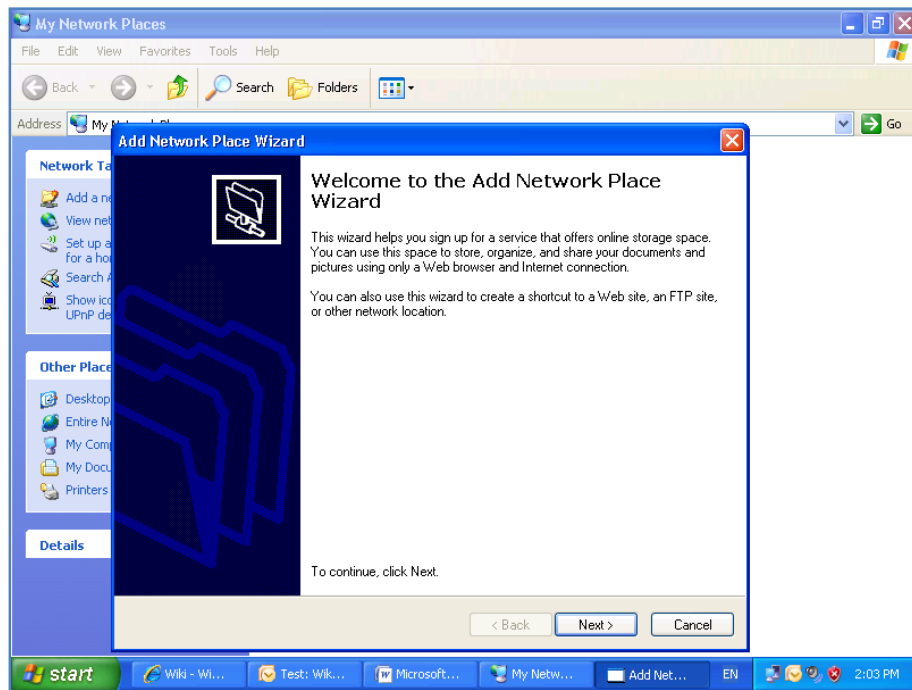 My Network Places
File Edit View Favorites Tools Help
Back Search Folders
Address My Go
Add Network Place Wizard
Network Ta
Add a ne
View net
Set up a
for a ho
Search A
Show ico
UPnP de
Other Place
Desktop
Entire Ne
My Comp
My Docu
Printers
Details
Welcome to the Add Network Place
Wizard
This wizard helps you sign up for a service that offers online storage space.
You can use this space to store, organize, and share your documents and
pictures using only a Web browser and Internet connection.
You can also use this wizard to create a shortcut to a Web site, an FTP site,
or other network location.
To continue, click Next.
< Back Next > Cancel
start Wiki - Wi... Test: Wik... Microsoft... My Netw... Add Net... EN 2:03 PM